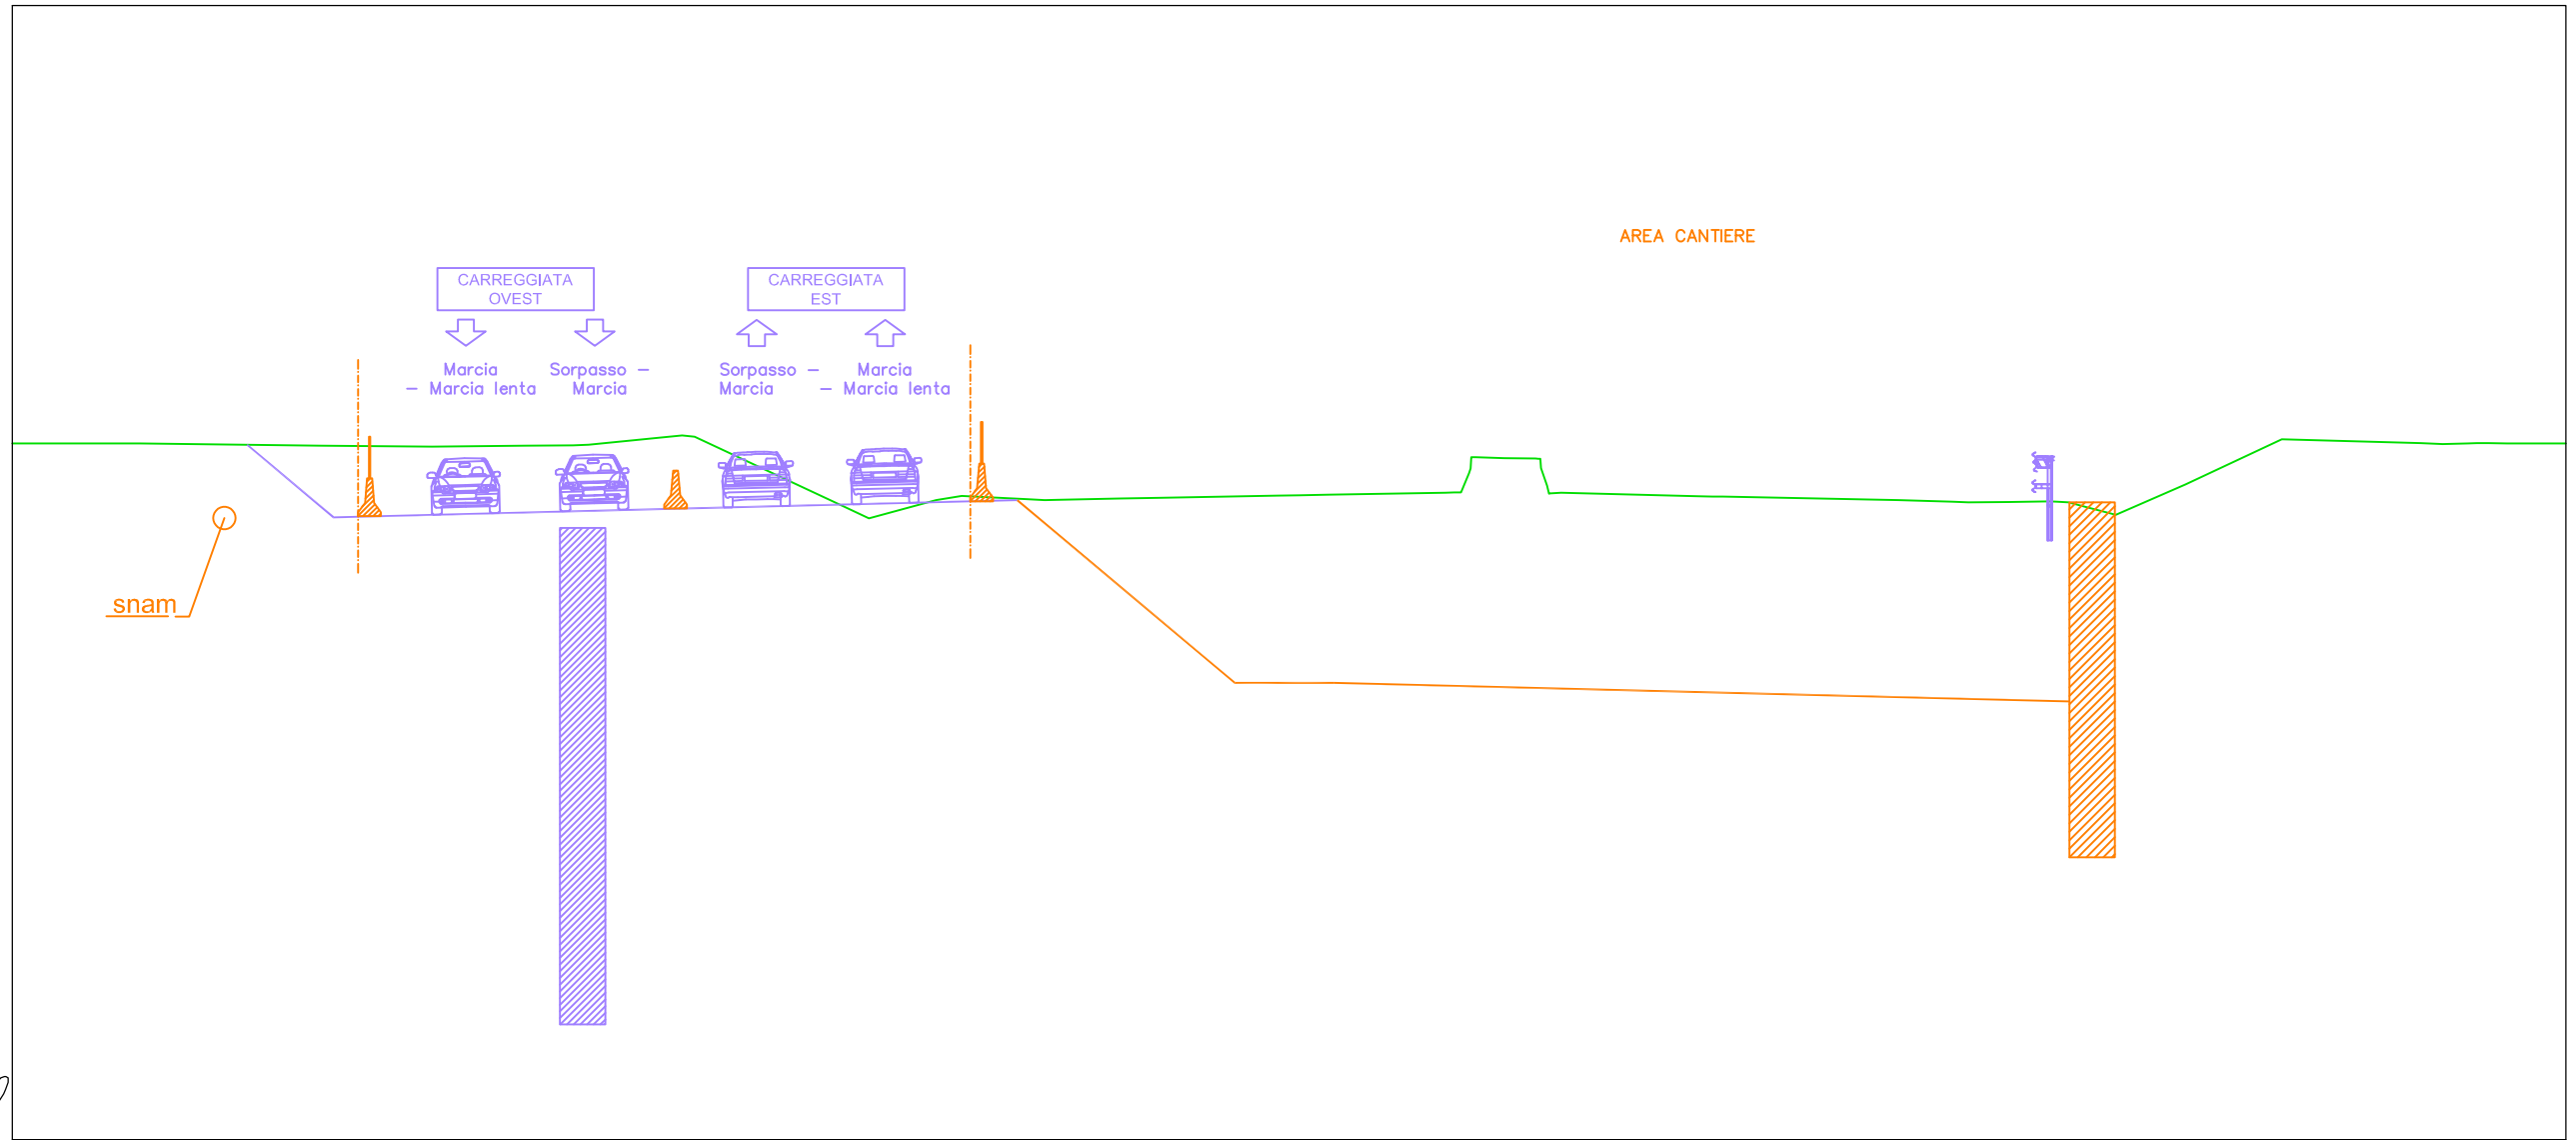 AREA CANTIERE
CARREGGIATA
OVEST
CARREGGIATA
EST
Marcia
- Marcia lenta
Sorpasso -
Marcia
Sorpasso -
Marcia
Marcia
- Marcia lenta
snam